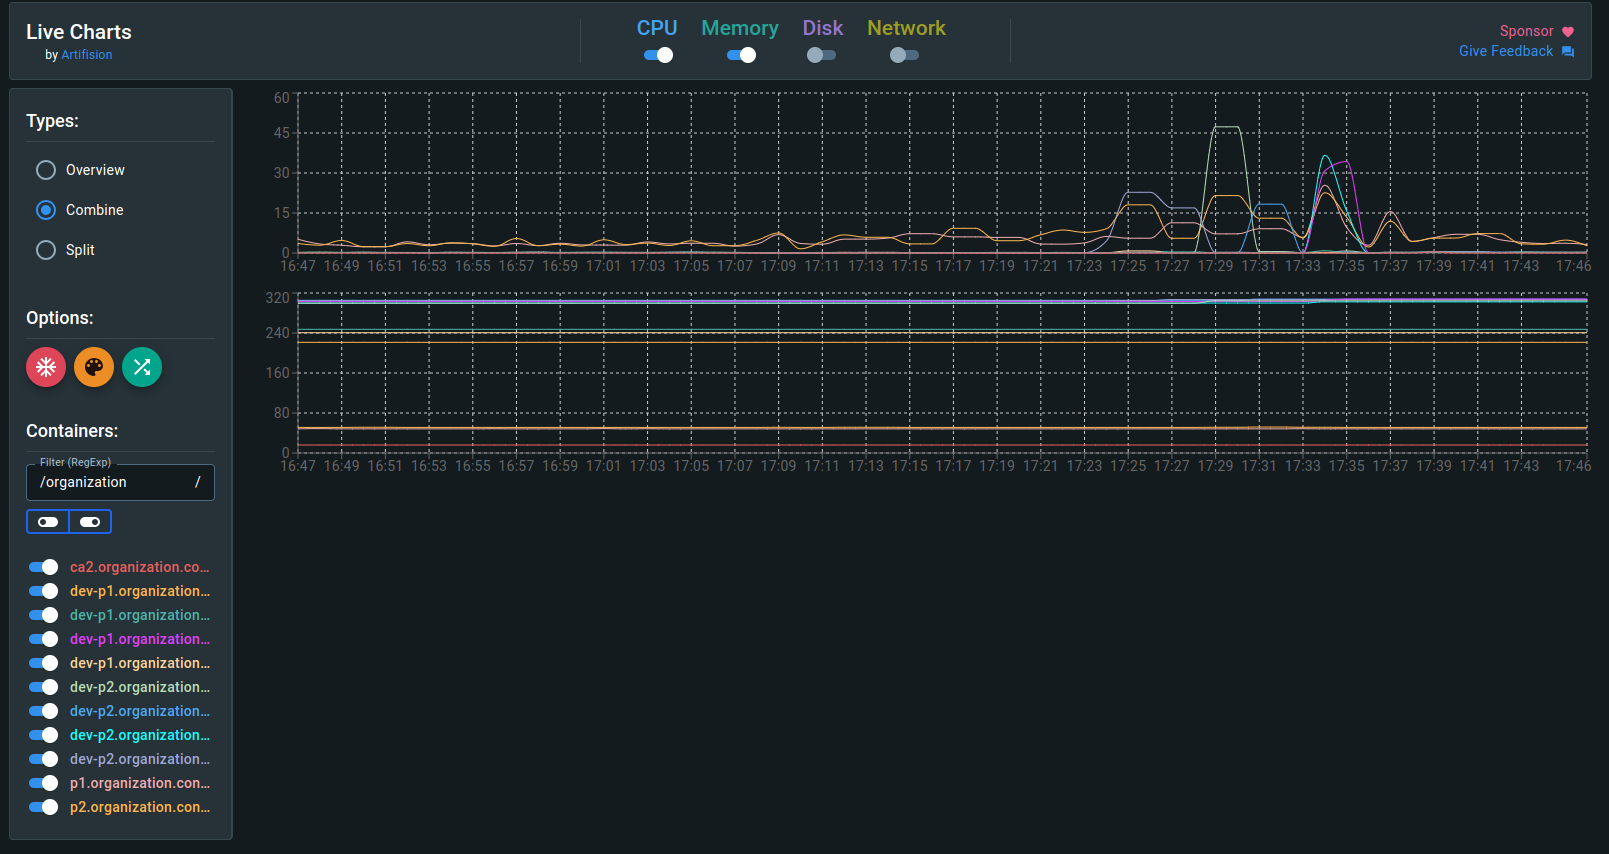 Live Charts
by Artifision
CPU Memory Disk Network
Sponsor
Give Feedback
Types:
Overview
Combine
Split
Options:
Containers:
Filter (RegExp)
/organization /
ca2.organization.co...
dev-p1.organization...
dev-p1.organization...
dev-p1.organization...
dev-p1.organization...
dev-p2.organization...
dev-p2.organization...
dev-p2.organization...
dev-p2.organization...
p1.organization.con...
p2.organization.con...
60
45
30
15
0
16:47 16:49 16:51 16:53 16:55 16:57 16:59 17:01 17:03 17:05 17:07 17:09 17:11 17:13 17:15 17:17 17:19 17:21 17:23 17:25 17:27 17:29 17:31 17:33 17:35 17:37 17:39 17:41 17:43 17:46
320
240
160
80
0
16:47 16:49 16:51 16:53 16:55 16:57 16:59 17:01 17:03 17:05 17:07 17:09 17:11 17:13 17:15 17:17 17:19 17:21 17:23 17:25 17:27 17:29 17:31 17:33 17:35 17:37 17:39 17:41 17:43 17:46